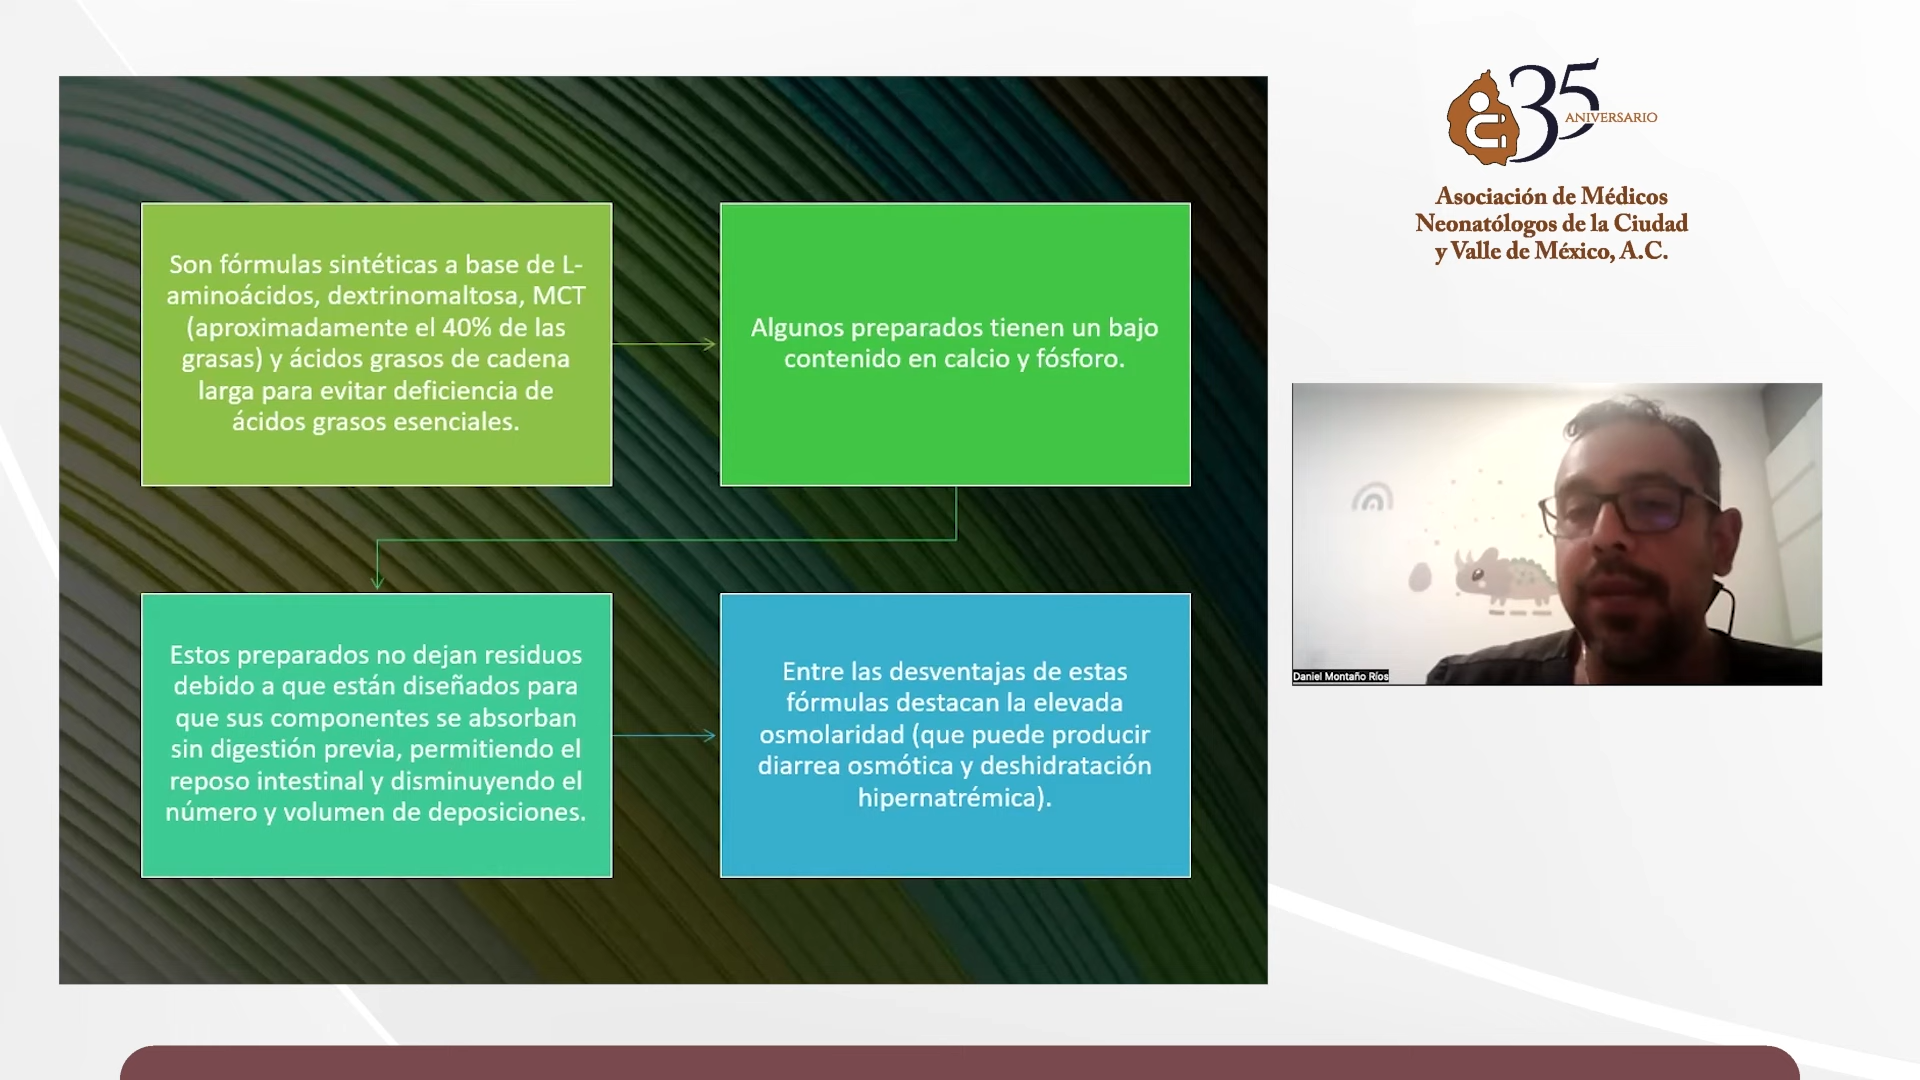 Son fórmulas sintéticas a base de L-
aminoácidos, dextrinomaltosa, MCT
(aproximadamente el 40% de las
grasas) y ácidos grasos de cadena
larga para evitar deficiencia de
ácidos grasos esenciales.
Algunos preparados tienen un bajo
contenido en calcio y fósforo.
Estos preparados no dejan residuos
debido a que están diseñados para
que sus componentes se absorban
sin digestión previa, permitiendo el
reposo intestinal y disminuyendo el
número y volumen de deposiciones.
Entre las desventajas de estas
fórmulas destacan la elevada
osmolaridad (que puede producir
diarrea osmótica y deshidratación
hipernatrémica).
35
ANIVERSARIO
Asociación de Médicos
Neonatólogos de la Ciudad
y Valle de México, A.C.
Daniel Montaño Ríos